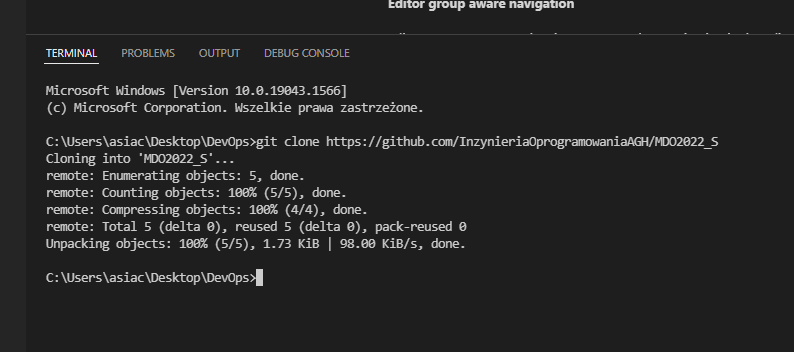 Editor group aware navigation
TERMINAL PROBLEMS OUTPUT DEBUG CONSOLE
Microsoft Windows [Version 10.0.19043.1566]
(c) Microsoft Corporation. Wszelkie prawa zastrzeżone.
C:\Users\asiac\Desktop\DevOps>git clone https://github.com/InzynieriaOprogramowaniaAGH/MDO2022_S
Cloning into 'MDO2022_S'...
remote: Enumerating objects: 5, done.
remote: Counting objects: 100% (5/5), done.
remote: Compressing objects: 100% (4/4), done.
remote: Total 5 (delta 0), reused 5 (delta 0), pack-reused 0
Unpacking objects: 100% (5/5), 1.73 KiB | 98.00 KiB/s, done.
C:\Users\asiac\Desktop\DevOps>